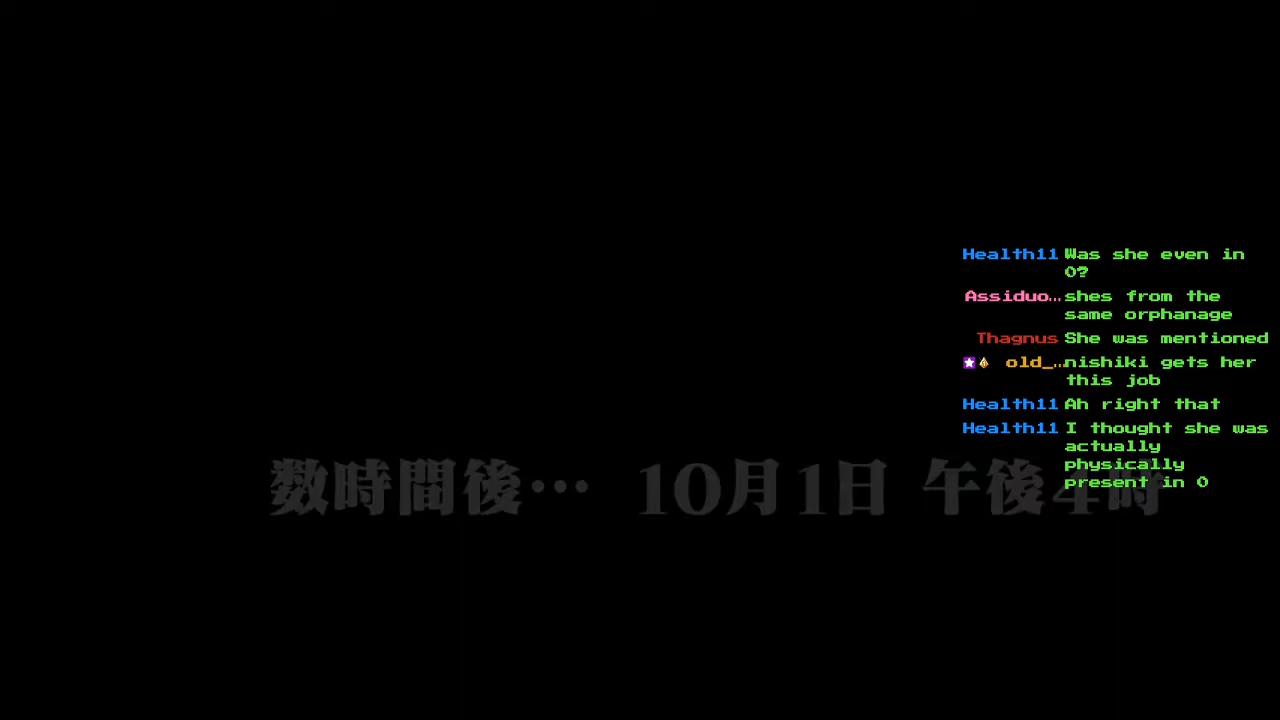 Health11 Was she even in
0?
Assiduo… shes from the
same orphanage
Thagnus She was mentioned
old_… nishiki gets her
this job
Health11 Ah right that
Health11 I thought she was
actually
physically
present in 0
数時間後… 10月1日 午後4時